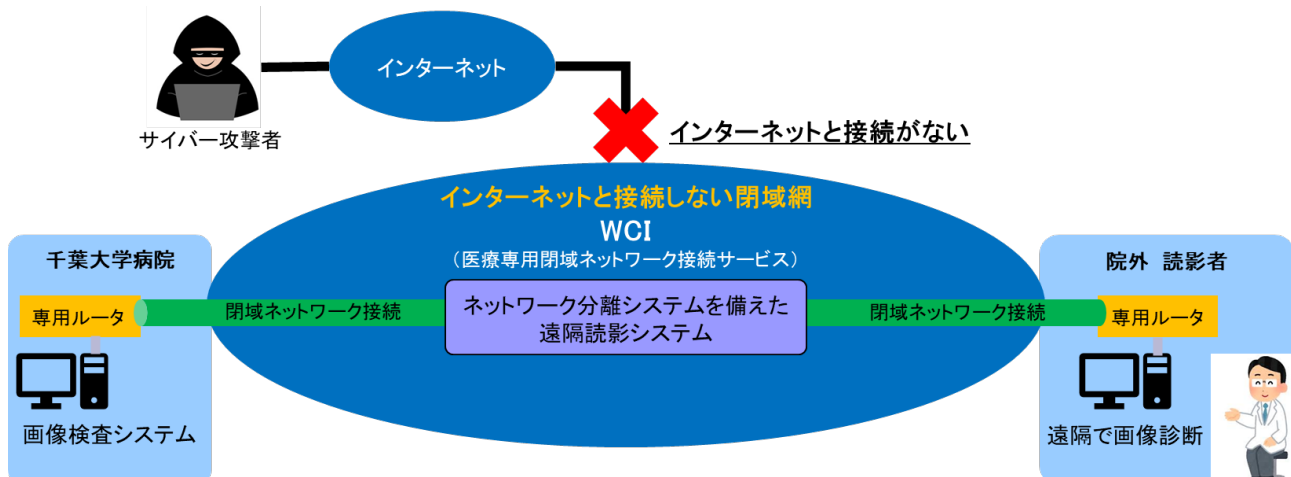 インターネット
サイバー攻撃者
インターネットと接続がない
インターネットと接続しない閉域網
WCI
（医療専用閉域ネットワーク接続サービス）
千葉大学病院
院外 読影者
専用ルータ
閉域ネットワーク接続
ネットワーク分離システムを備えた
遠隔読影システム
閉域ネットワーク接続
専用ルータ
画像検査システム
遠隔で画像診断